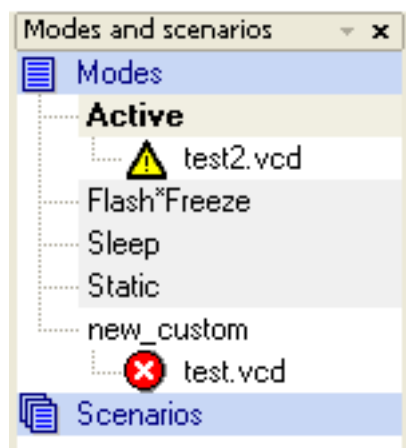 Modes and scenarios
Modes
Active
test2.vcd
Flash*Freeze
Sleep
Static
new_custom
test.vcd
Scenarios